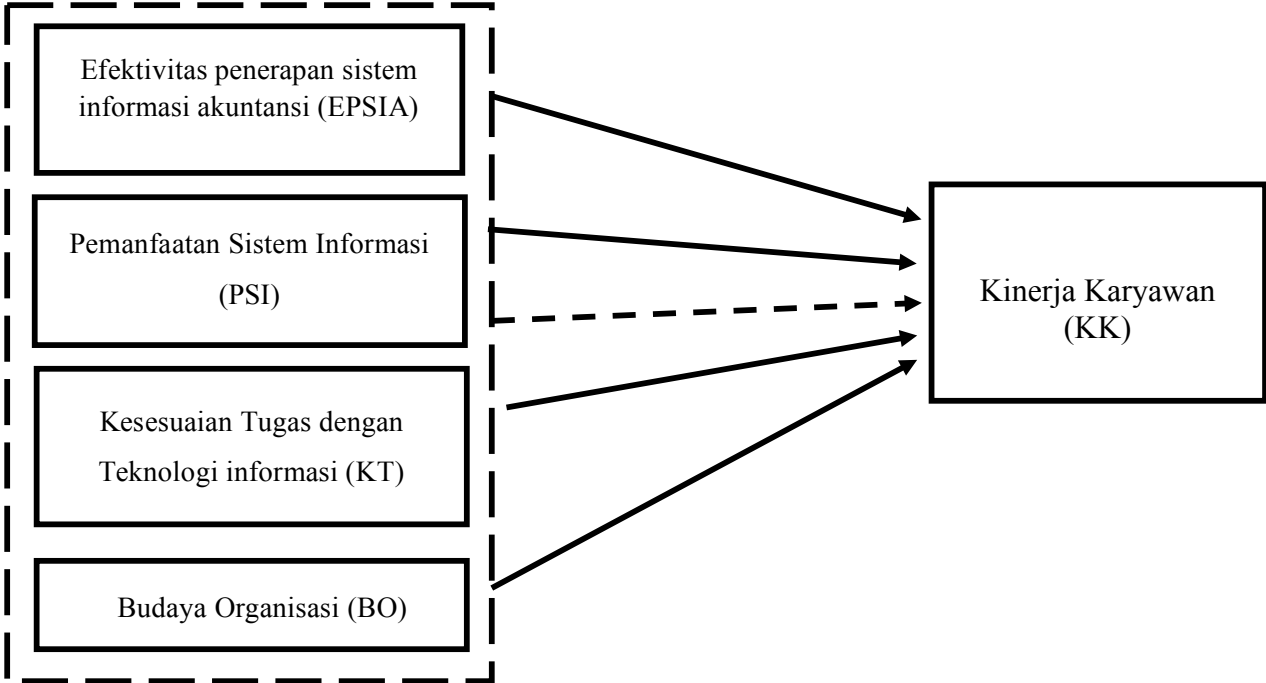 Efektivitas penerapan sistem
informasi akuntansi (EPSIA)
Pemanfaatan Sistem Informasi
(PSI)
Kesesuaian Tugas dengan
Teknologi informasi (KT)
Budaya Organisasi (BO)
Kinerja Karyawan
(KK)